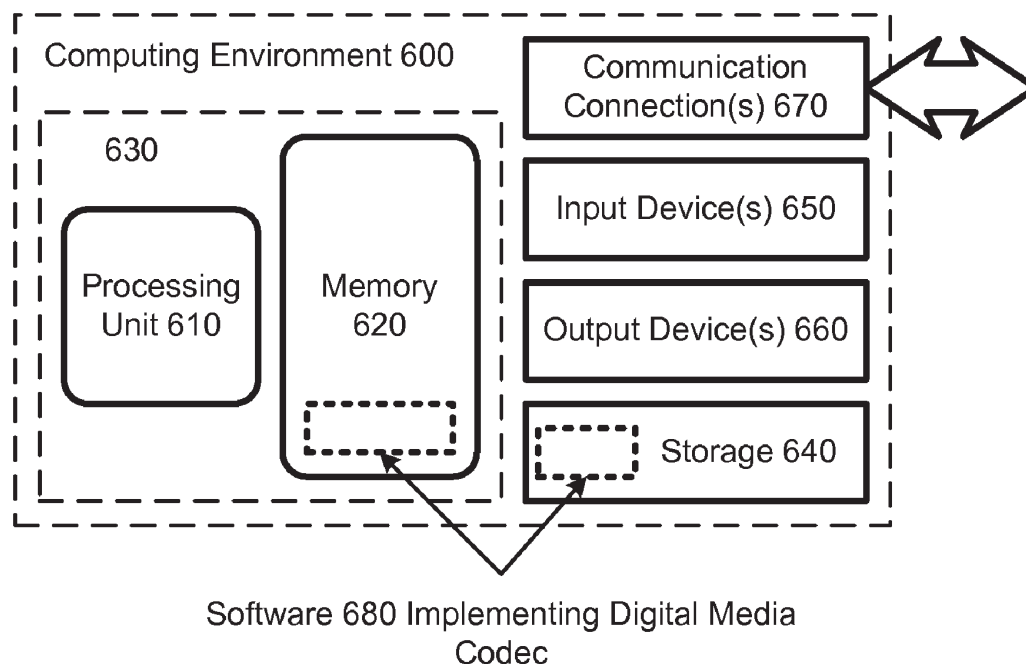 Computing Environment 600
630
Processing
Unit 610
Memory
620
Communication
Connection(s) 670
Input Device(s) 650
Output Device(s) 660
Storage 640
Software 680 Implementing Digital Media
Codec